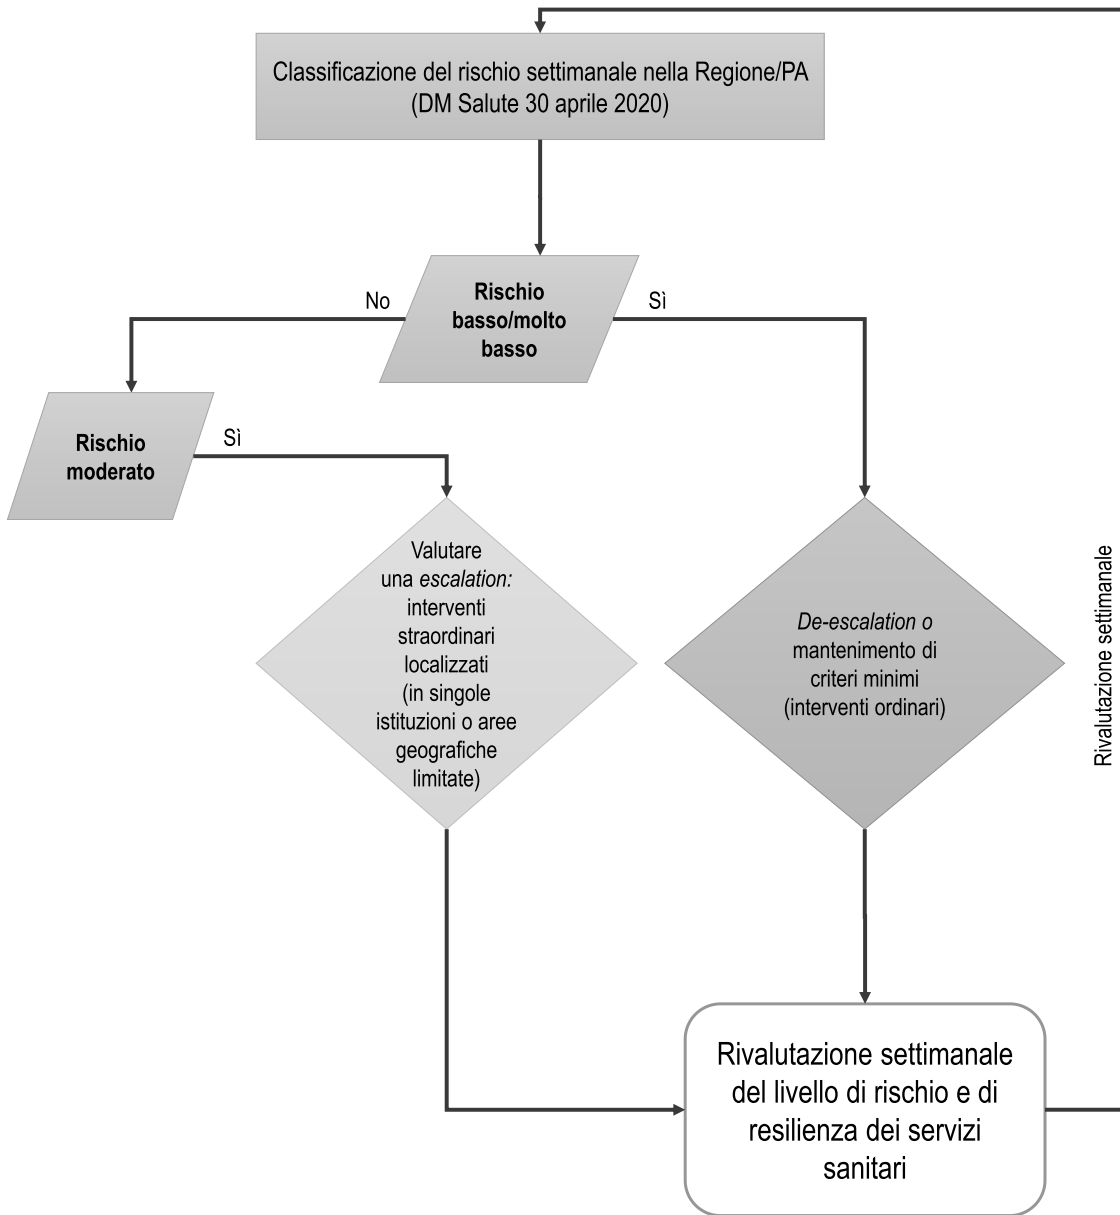 Classificazione del rischio settimanale nella Regione/PA
(DM Salute 30 aprile 2020)
Rischio
basso/molto
basso
No
Sì
Rischio
moderato
Sì
Valutare
una escalation:
interventi
straordinari
localizzati
(in singole
istituzioni o aree
geografiche
limitate)
De-escalation o
mantenimento di
criteri minimi
(interventi ordinari)
Rivalutazione settimanale
Rivalutazione settimanale
del livello di rischio e di
resilienza dei servizi
sanitari